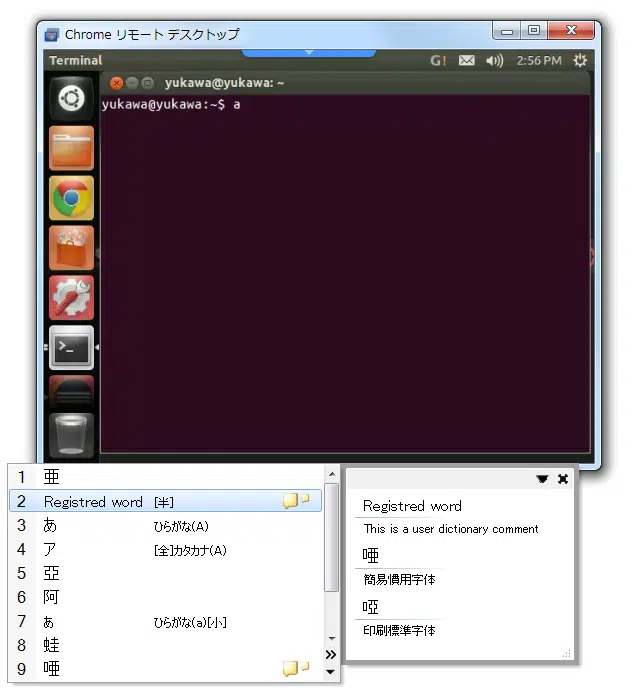 Chrome リモート デスクトップ
Terminal
G! 2:56 PM
yukawa@yukawa: ~
yukawa@yukawa:~$ a
1 亜
2 Registred word [半]
3 あ ひらがな(A)
4 ア [全]カタカナ(A)
5 亞
6 阿
7 ぁ ひらがな(a)[小]
8 蛙
9 唖
Registred word
This is a user dictionary comment
唖
簡易慣用字体
啞
印刷標準字体